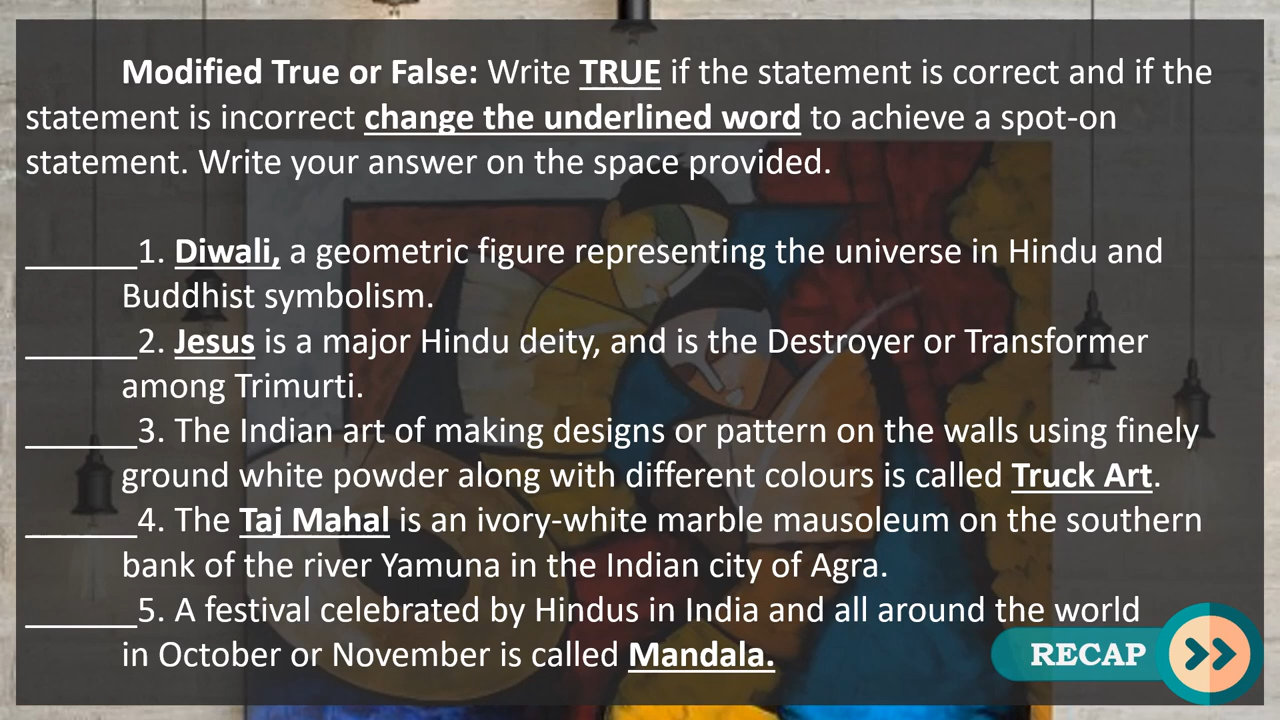 Modified True or False: Write TRUE if the statement is correct and if the
statement is incorrect change the underlined word to achieve a spot-on
statement. Write your answer on the space provided.
______1. Diwali, a geometric figure representing the universe in Hindu and
Buddhist symbolism.
______2. Jesus is a major Hindu deity, and is the Destroyer or Transformer
among Trimurti.
______3. The Indian art of making designs or pattern on the walls using finely
ground white powder along with different colours is called Truck Art.
______4. The Taj Mahal is an ivory-white marble mausoleum on the southern
bank of the river Yamuna in the Indian city of Agra.
______5. A festival celebrated by Hindus in India and all around the world
in October or November is called Mandala.
RECAP